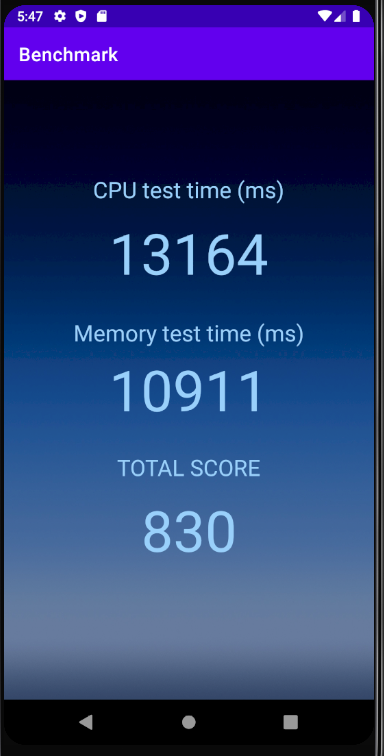 5:47
Benchmark
CPU test time (ms)
13164
Memory test time (ms)
10911
TOTAL SCORE
830